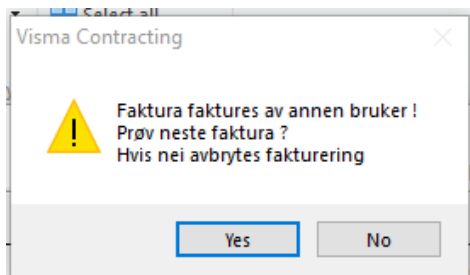 Select all
Visma Contracting
Faktura faktures av annen bruker !
Prøv neste faktura ?
Hvis nei avbrytes fakturering
Yes
No